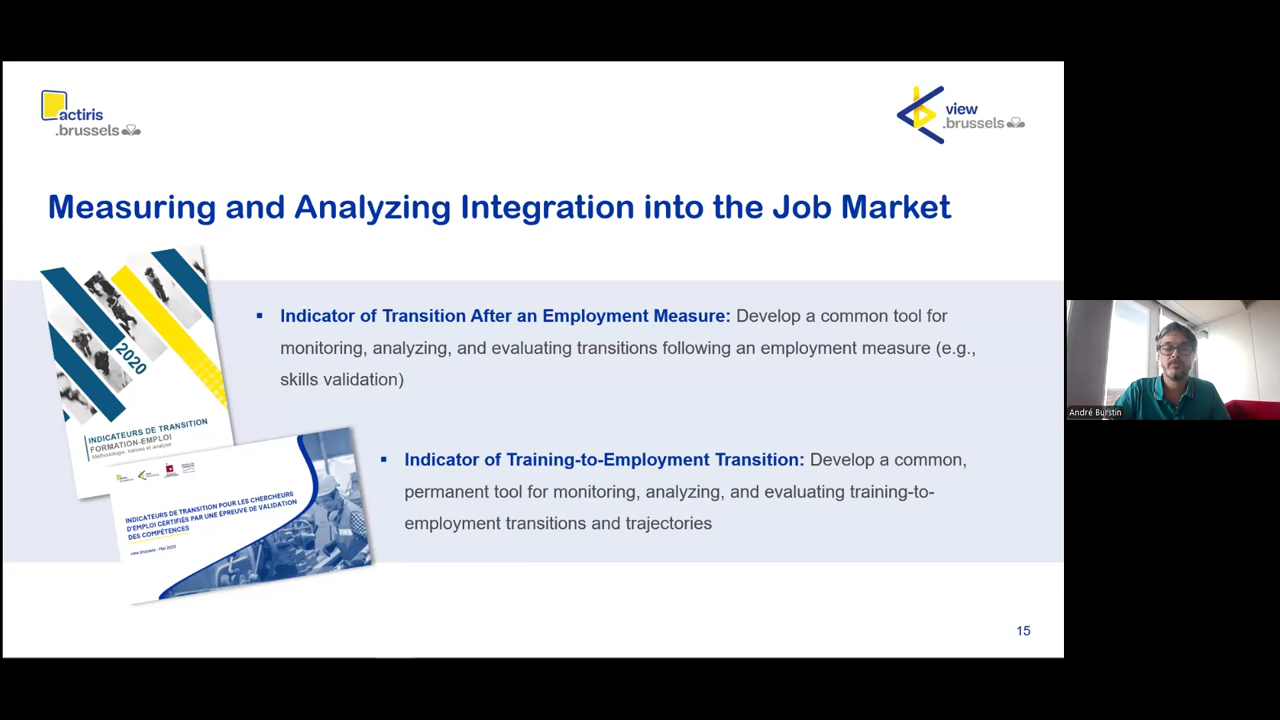 actiris
.brussels
view
.brussels
Measuring and Analyzing Integration into the Job Market
2020
INDICATEURS DE TRANSITION
FORMATION-EMPLOI
Méthodologie, balises et analyse
▪ Indicator of Transition After an Employment Measure: Develop a common tool for
monitoring, analyzing, and evaluating transitions following an employment measure (e.g.,
skills validation)
INDICATEURS DE TRANSITION POUR LES CHERCHEURS
D'EMPLOI CERTIFIÉS PAR UNE ÉPREUVE DE VALIDATION
DES COMPÉTENCES
▪ Indicator of Training-to-Employment Transition: Develop a common,
permanent tool for monitoring, analyzing, and evaluating training-to-
employment transitions and trajectories
15
André Burstin